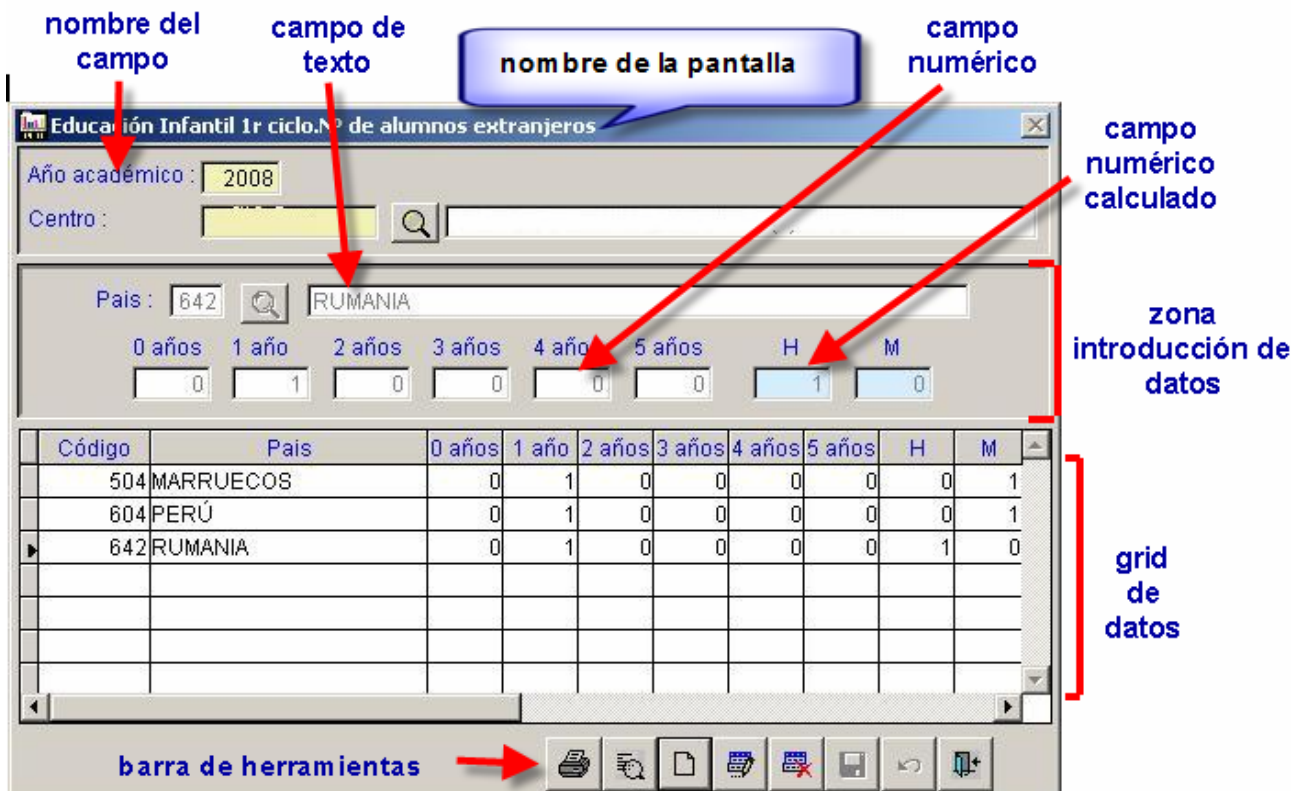 nombre del
campo
campo de
texto
nombre de la pantalla
campo
numérico
Educación Infantil 1r ciclo.Nº de alumnos extranjeros
campo
numérico
calculado
Año académico : 2008
Centro :
Pais : 642 RUMANIA
0 años 1 año 2 años 3 años 4 años 5 años H M
0 1 0 0 0 0 1 0
zona
introducción de
datos
Código Pais 0 años 1 año 2 años 3 años 4 años 5 años H M
504 MARRUECOS 0 1 0 0 0 0 0 1
604 PERÚ 0 1 0 0 0 0 0 1
642 RUMANIA 0 1 0 0 0 0 1 0
grid
de
datos
barra de herramientas